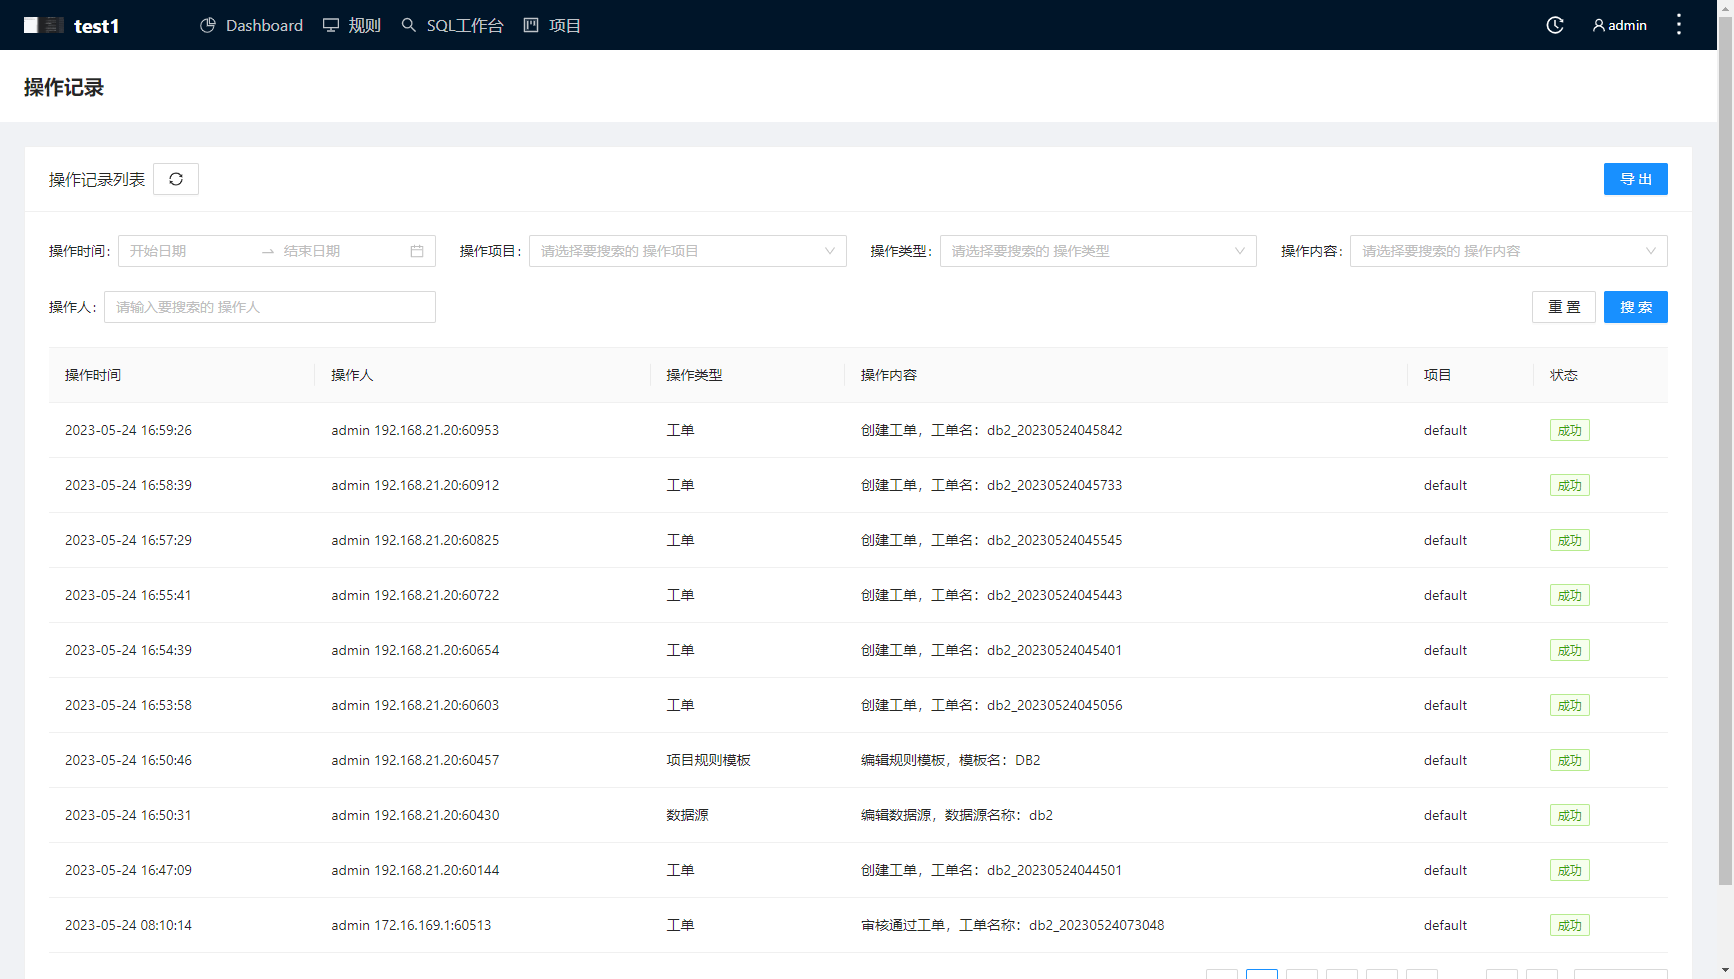 test1 Dashboard 规则 SQL工作台 项目 admin
操作记录
操作记录列表 导出
操作时间: 开始日期 结束日期 操作项目: 请选择要搜索的 操作项目 操作类型: 请选择要搜索的 操作类型 操作内容: 请选择要搜索的 操作内容
操作人: 请输入要搜索的 操作人 重置 搜索
操作时间 操作人 操作类型 操作内容 项目 状态
2023-05-24 16:59:26 admin 192.168.21.20:60953 工单 创建工单，工单名：db2_20230524045842 default 成功
2023-05-24 16:58:39 admin 192.168.21.20:60912 工单 创建工单，工单名：db2_20230524045733 default 成功
2023-05-24 16:57:29 admin 192.168.21.20:60825 工单 创建工单，工单名：db2_20230524045545 default 成功
2023-05-24 16:55:41 admin 192.168.21.20:60722 工单 创建工单，工单名：db2_20230524045443 default 成功
2023-05-24 16:54:39 admin 192.168.21.20:60654 工单 创建工单，工单名：db2_20230524045401 default 成功
2023-05-24 16:53:58 admin 192.168.21.20:60603 工单 创建工单，工单名：db2_20230524045056 default 成功
2023-05-24 16:50:46 admin 192.168.21.20:60457 项目规则模板 编辑规则模板，模板名：DB2 default 成功
2023-05-24 16:50:31 admin 192.168.21.20:60430 数据源 编辑数据源，数据源名称：db2 default 成功
2023-05-24 16:47:09 admin 192.168.21.20:60144 工单 创建工单，工单名：db2_20230524044501 default 成功
2023-05-24 08:10:14 admin 172.16.169.1:60513 工单 审核通过工单，工单名称：db2_20230524073048 default 成功